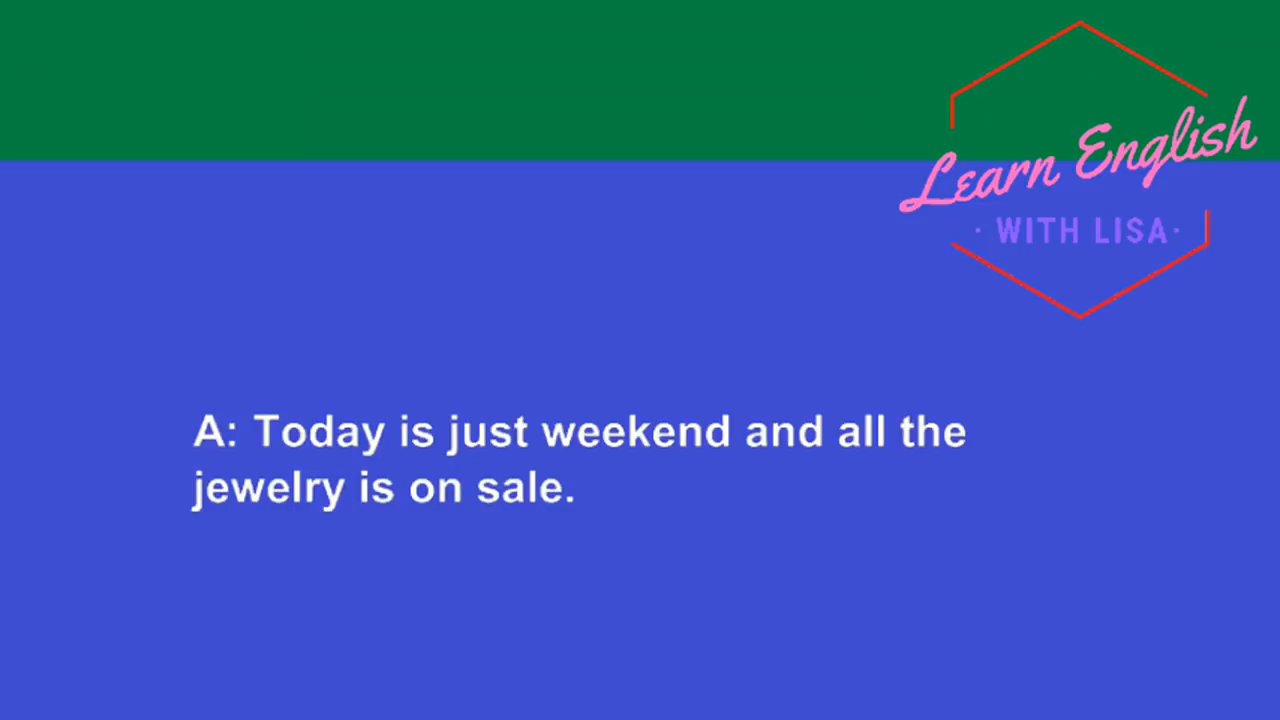 Learn English
· WITH LISA·
A: Today is just weekend and all the
jewelry is on sale.